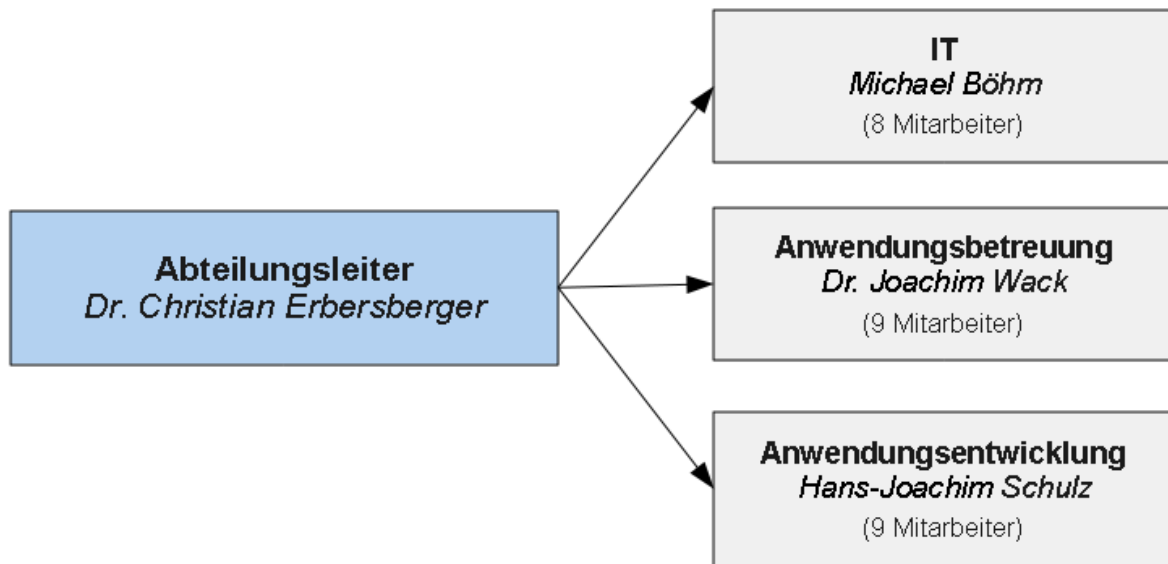 Abteilungsleiter
Dr. Christian Erbersberger
IT
Michael Böhm
(8 Mitarbeiter)
Anwendungsbetreuung
Dr. Joachim Wack
(9 Mitarbeiter)
Anwendungsentwicklung
Hans-Joachim Schulz
(9 Mitarbeiter)